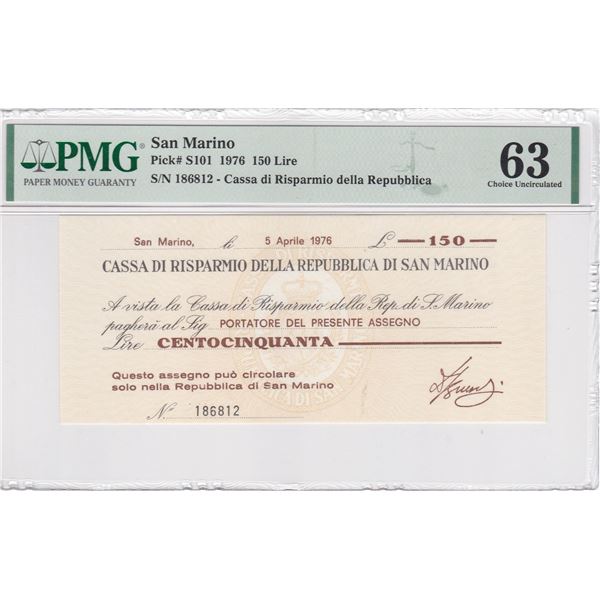 PMG
PAPER MONEY GUARANTY
San Marino
Pick# S101 1976 150 Lire
S/N 186812 - Cassa di Risparmio della Repubblica
63
Choice Uncirculated
San Marino, li 5 Aprile 1976 £ 150
CASSA DI RISPARMIO DELLA REPUBBLICA DI SAN MARINO
A vista la Cassa di Risparmio della Rep. di S. Marino
pagherà al Sig. PORTATORE DEL PRESENTE ASSEGNO
Lire CENTOCINQUANTA
Questo assegno può circolare
solo nella Repubblica di San Marino
N. 186812